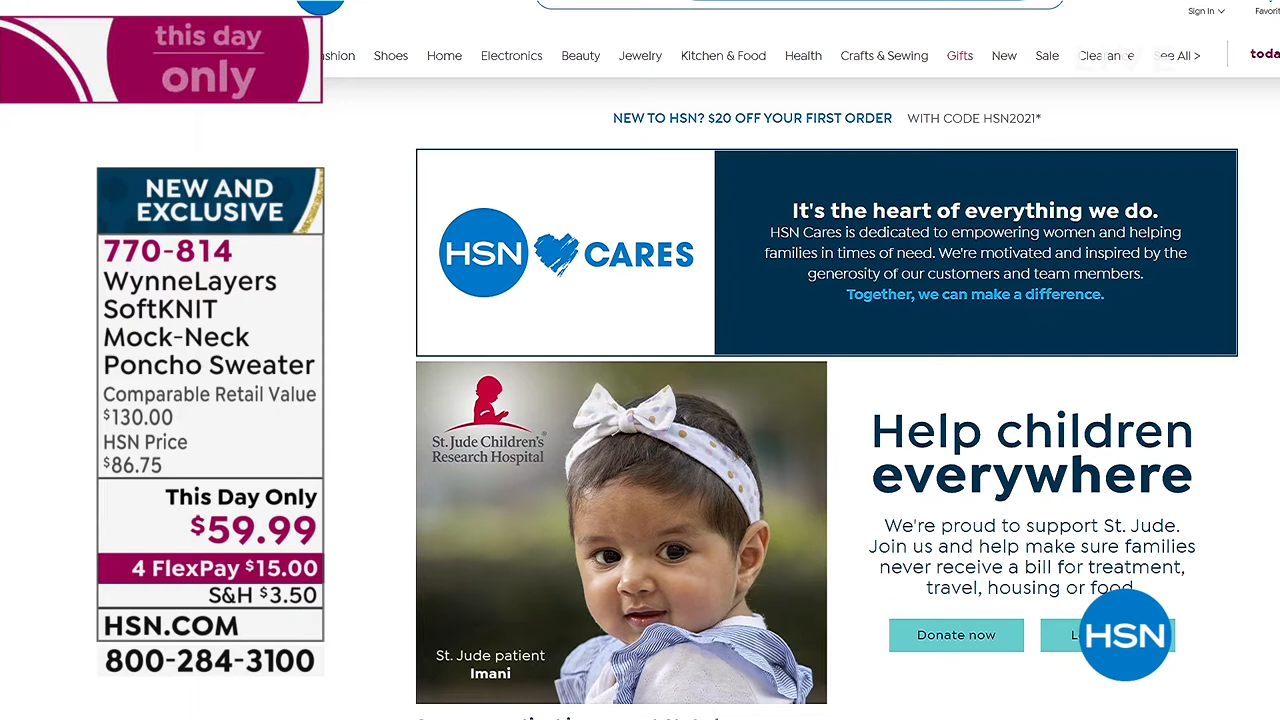 this day
only
Sign In
Shoes Home Electronics Beauty Jewelry Kitchen & Food Health Crafts & Sewing Gifts New Sale Clearance See All >
NEW TO HSN? $20 OFF YOUR FIRST ORDER WITH CODE HSN2021*
NEW AND
EXCLUSIVE
770-814
WynneLayers
SoftKNIT
Mock-Neck
Poncho Sweater
Comparable Retail Value
$130.00
HSN Price
$86.75
This Day Only
$59.99
4 FlexPay $15.00
S&H $3.50
HSN.COM
800-284-3100
HSN CARES
It's the heart of everything we do.
HSN Cares is dedicated to empowering women and helping
families in times of need. We're motivated and inspired by the
generosity of our customers and team members.
Together, we can make a difference.
St. Jude Children's
Research Hospital
St. Jude patient
Imani
Help children
everywhere
We're proud to support St. Jude.
Join us and help make sure families
never receive a bill for treatment,
travel, housing or food.
Donate now
HSN